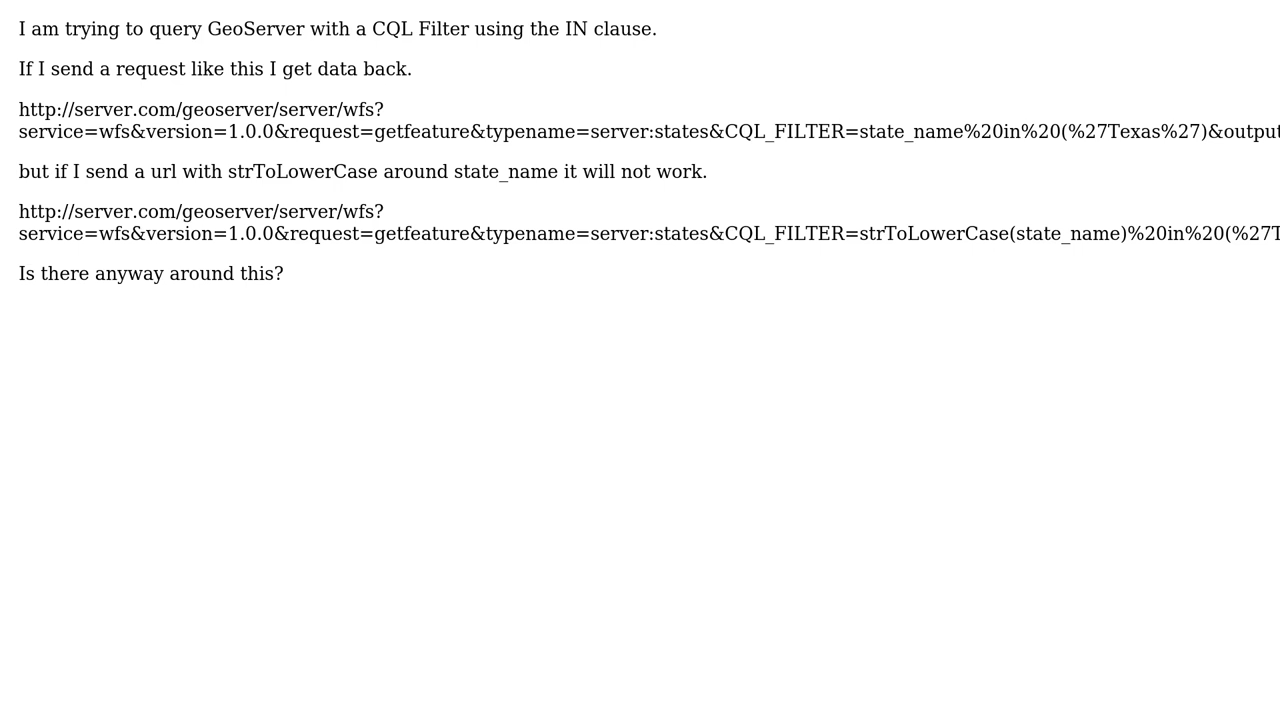 I am trying to query GeoServer with a CQL Filter using the IN clause.
If I send a request like this I get data back.
http://server.com/geoserver/server/wfs?
service=wfs&version=1.0.0&request=getfeature&typename=server:states&CQL_FILTER=state_name%20in%20(%27Texas%27)&output
but if I send a url with strToLowerCase around state_name it will not work.
http://server.com/geoserver/server/wfs?
service=wfs&version=1.0.0&request=getfeature&typename=server:states&CQL_FILTER=strToLowerCase(state_name)%20in%20(%27T
Is there anyway around this?